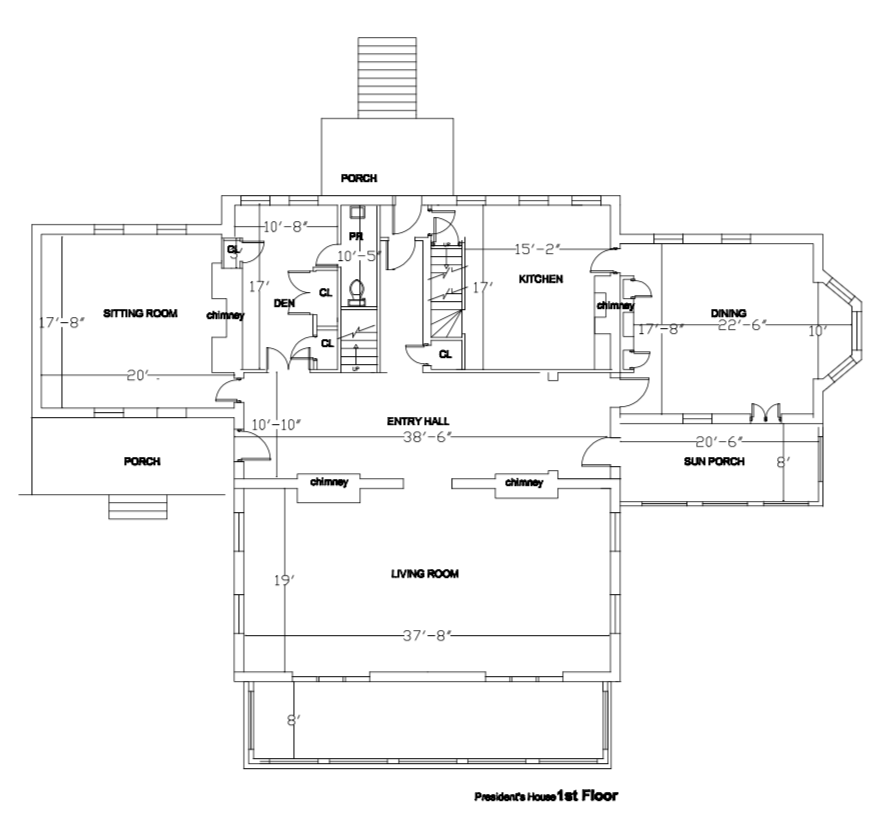 PORCH
10'-8"
PR
10'-5"
CL
17'
DEN
CL
CL
UP
UP
15'-2"
KITCHEN
17'
CL
SITTING ROOM
17'-8"
20'
chimney
chimney
DINING
17'-8"
22'-6"
10'
ENTRY HALL
10'-10"
38'-6"
PORCH
20'-6"
SUN PORCH
8'
chimney
chimney
LIVING ROOM
19'
37'-8"
8'
President's House 1st Floor